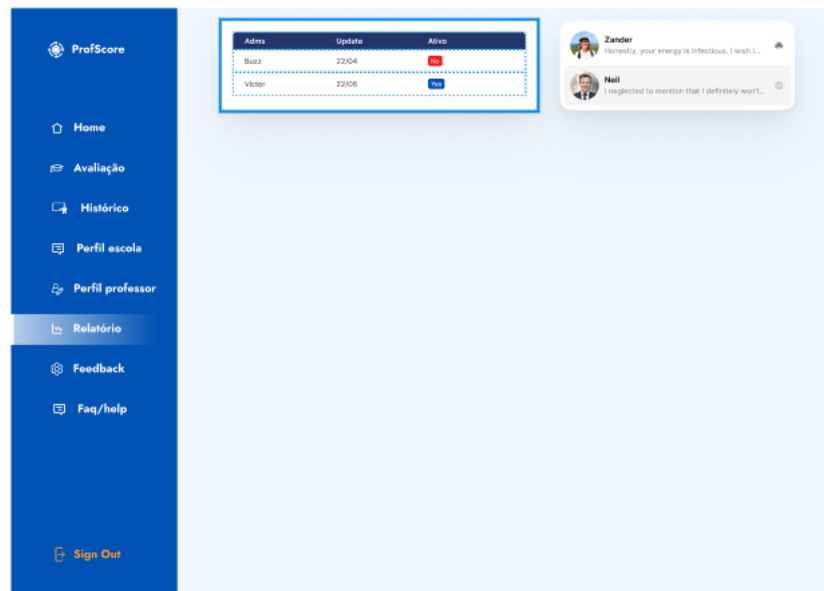 ProfScore
Home
Avaliação
Histórico
Perfil escola
Perfil professor
Relatório
Feedback
Faq/help
Sign Out
Adms Update Ativo
Buzz 22/04 No
Victor 22/06 Yes
Zander
Honestly, your energy is infectious. I wish I...
Neil
I neglected to mention that I definitely won't...